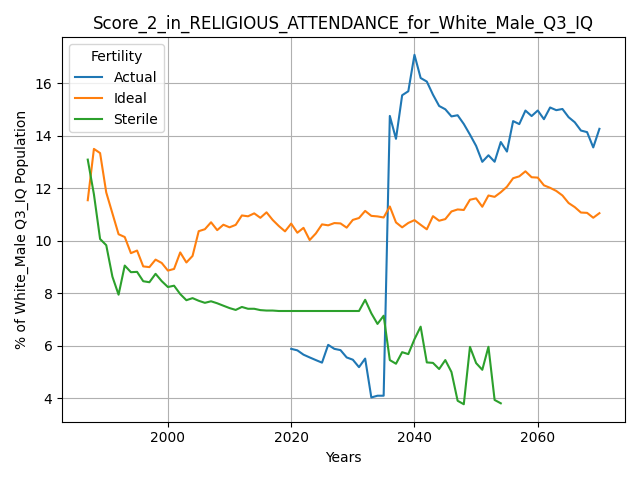 Score_2_in_RELIGIOUS_ATTENDANCE_for_White_Male_Q3_IQ
% of White_Male Q3_IQ Population
Fertility
Actual
Ideal
Sterile
16
14
12
10
8
6
4
2000
2020
2040
2060
Years